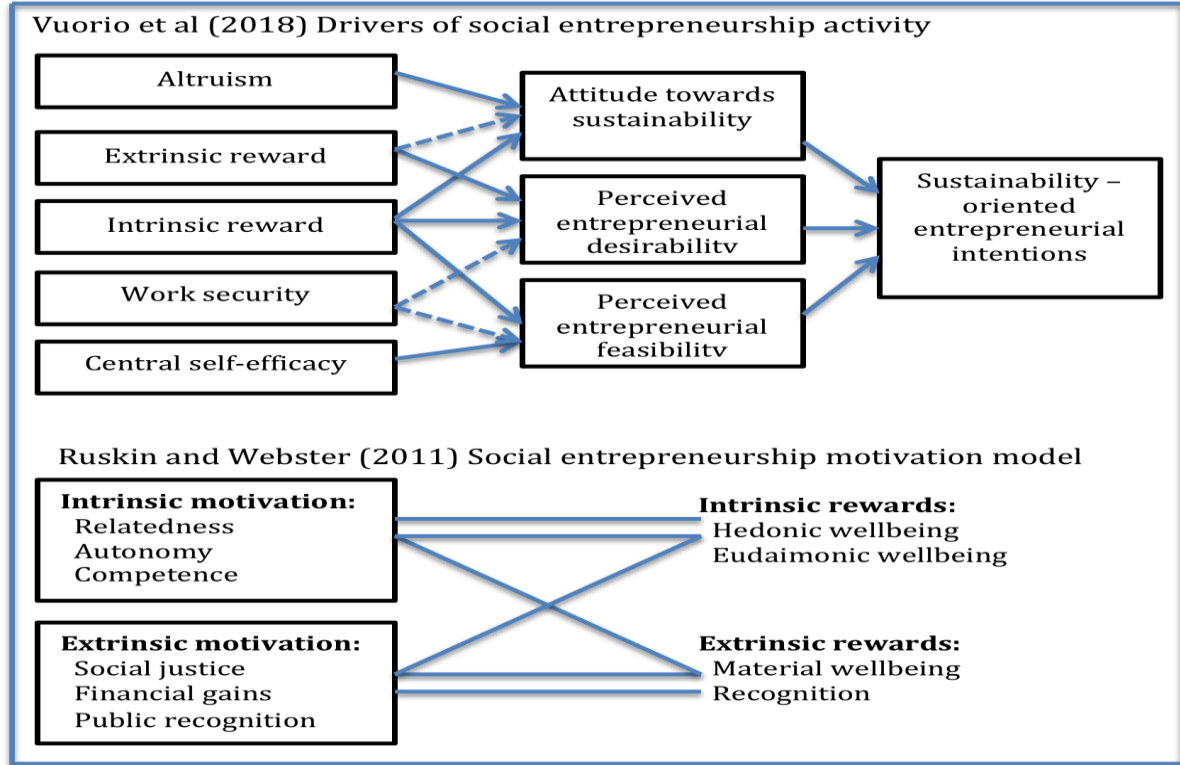 Vuorio et al (2018) Drivers of social entrepreneurship activity
Altruism
Extrinsic reward
Intrinsic reward
Work security
Central self-efficacy
Attitude towards
sustainability
Perceived
entrepreneurial
desirability
Perceived
entrepreneurial
feasibility
Sustainability –
oriented
entrepreneurial
intentions
Ruskin and Webster (2011) Social entrepreneurship motivation model
Intrinsic motivation:
Relatedness
Autonomy
Competence
Extrinsic motivation:
Social justice
Financial gains
Public recognition
Intrinsic rewards:
Hedonic wellbeing
Eudaimonic wellbeing
Extrinsic rewards:
Material wellbeing
Recognition